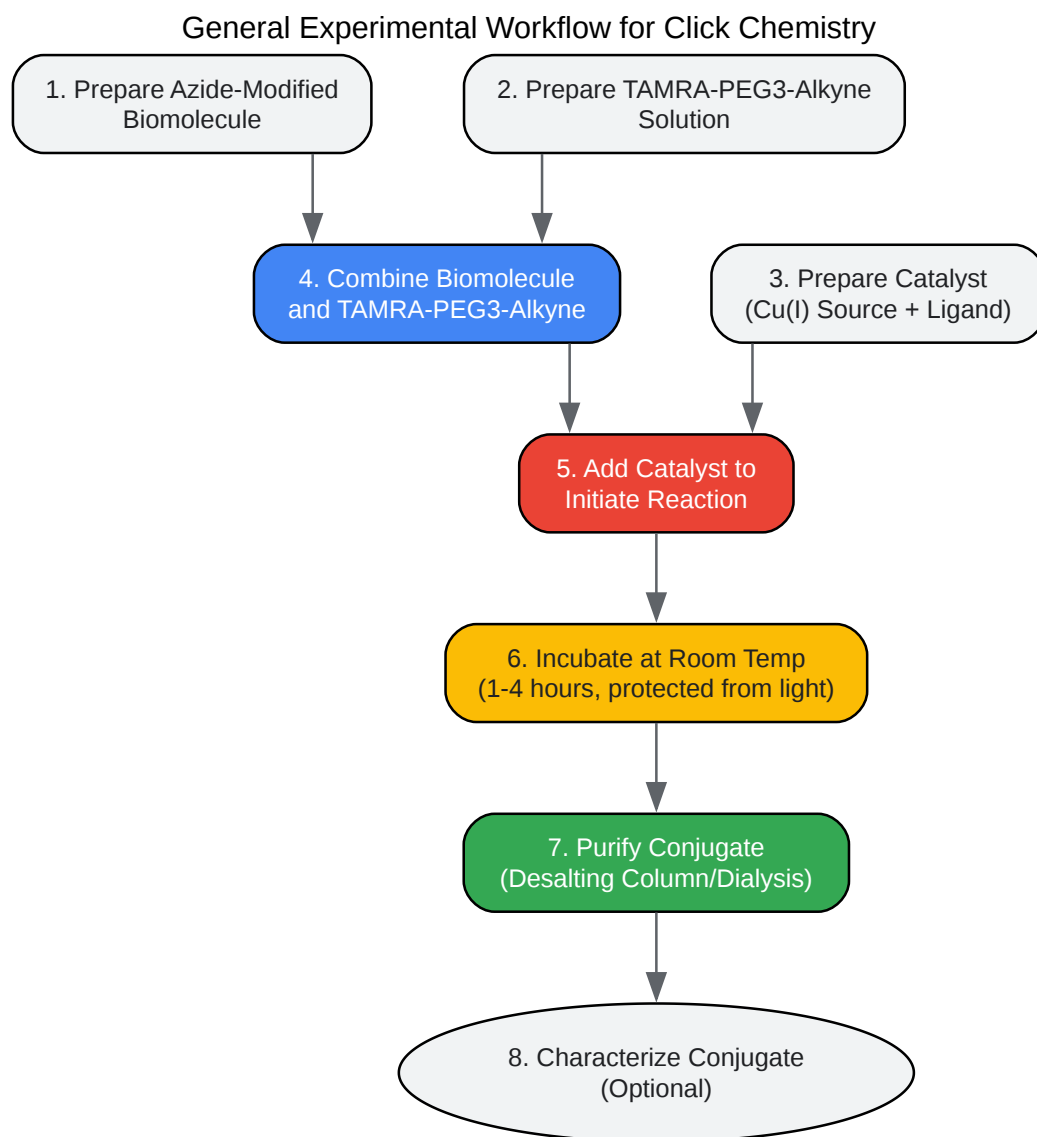 General Experimental Workflow for Click Chemistry
1. Prepare Azide-Modified
Biomolecule
2. Prepare TAMRA-PEG3-Alkyne
Solution
4. Combine Biomolecule
and TAMRA-PEG3-Alkyne
3. Prepare Catalyst
(Cu(I) Source + Ligand)
5. Add Catalyst to
Initiate Reaction
6. Incubate at Room Temp
(1-4 hours, protected from light)
7. Purify Conjugate
(Desalting Column/Dialysis)
8. Characterize Conjugate
(Optional)